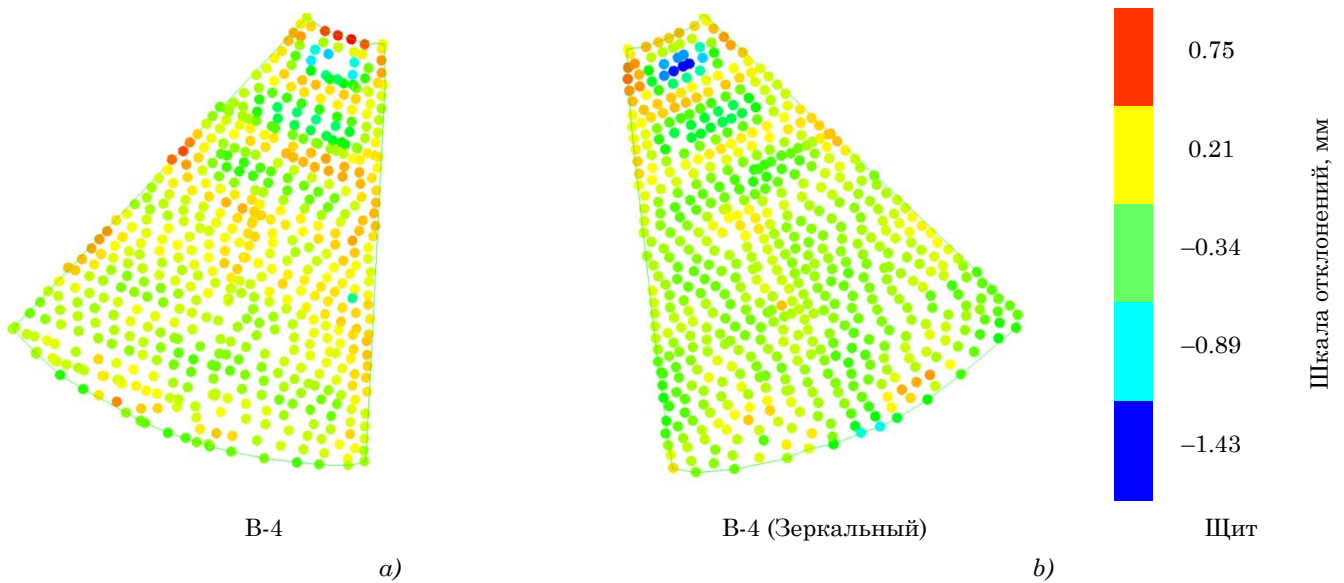 0.75
0.21
–0.34
–0.89
–1.43
Шкала отклонений, мм
В-4
В-4 (Зеркальный)
Щит
a)
b)